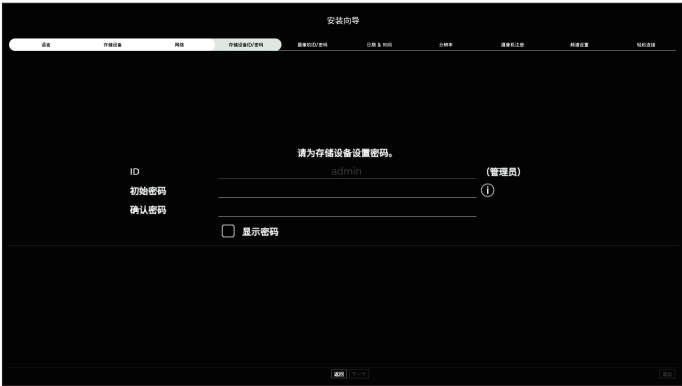 安装向导
语言 存储设备 网络 存储设备ID/密码 摄像机ID/密码 日期 & 时间 分辨率 摄像机注册 频道设置 轻松连接
请为存储设备设置密码。
ID admin (管理员)
初始密码
确认密码
显示密码
返回 下一个 退出